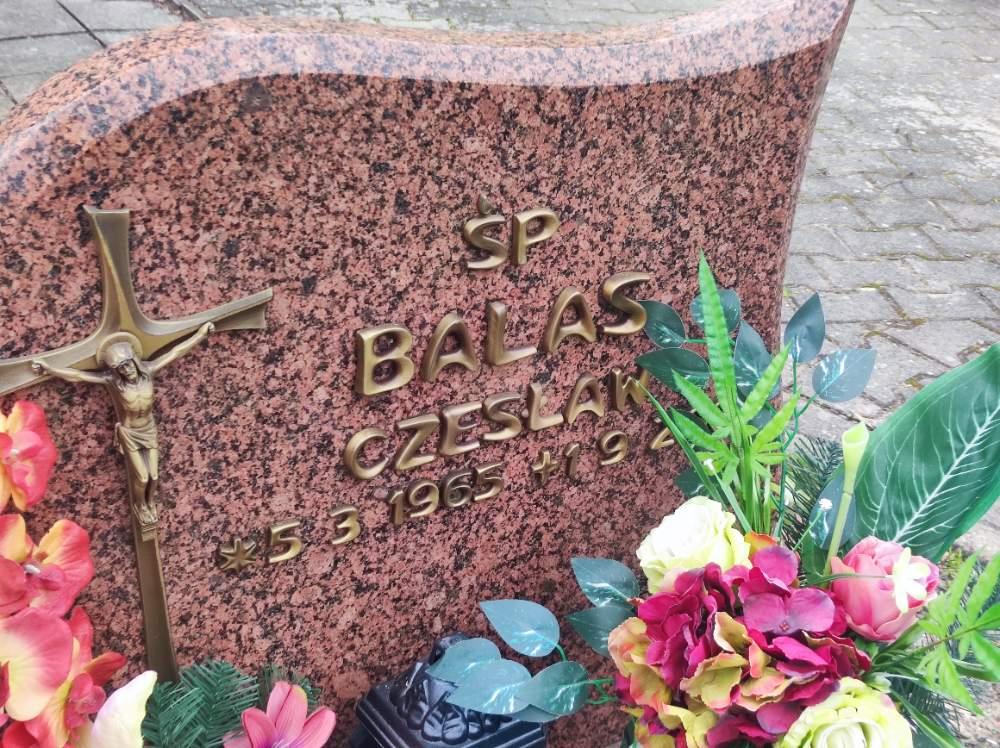 ŚP
BALAS
CZESŁAW
* 5 3 1965 + 1 9